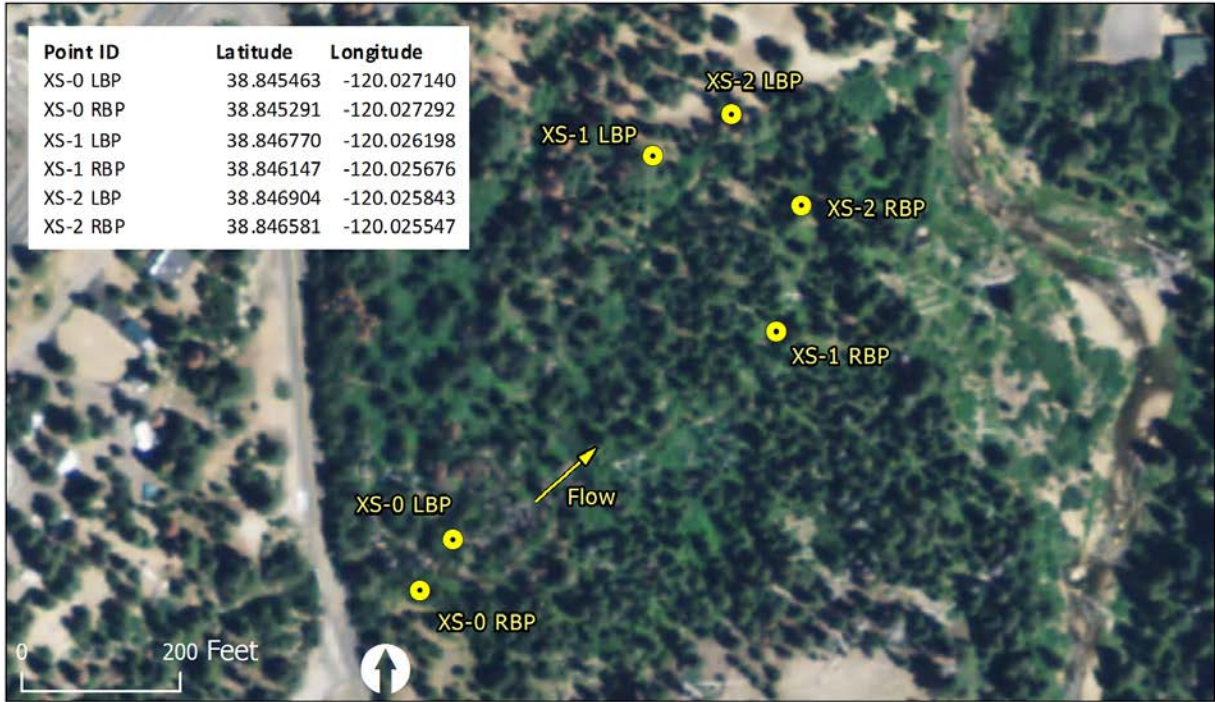 Point ID Latitude Longitude
XS-0 LBP 38.845463 -120.027140
XS-0 RBP 38.845291 -120.027292
XS-1 LBP 38.846770 -120.026198
XS-1 RBP 38.846147 -120.025676
XS-2 LBP 38.846904 -120.025843
XS-2 RBP 38.846581 -120.025547
XS-2 LBP
XS-1 LBP
XS-2 RBP
XS-1 RBP
Flow
XS-0 LBP
XS-0 RBP
0 200 Feet